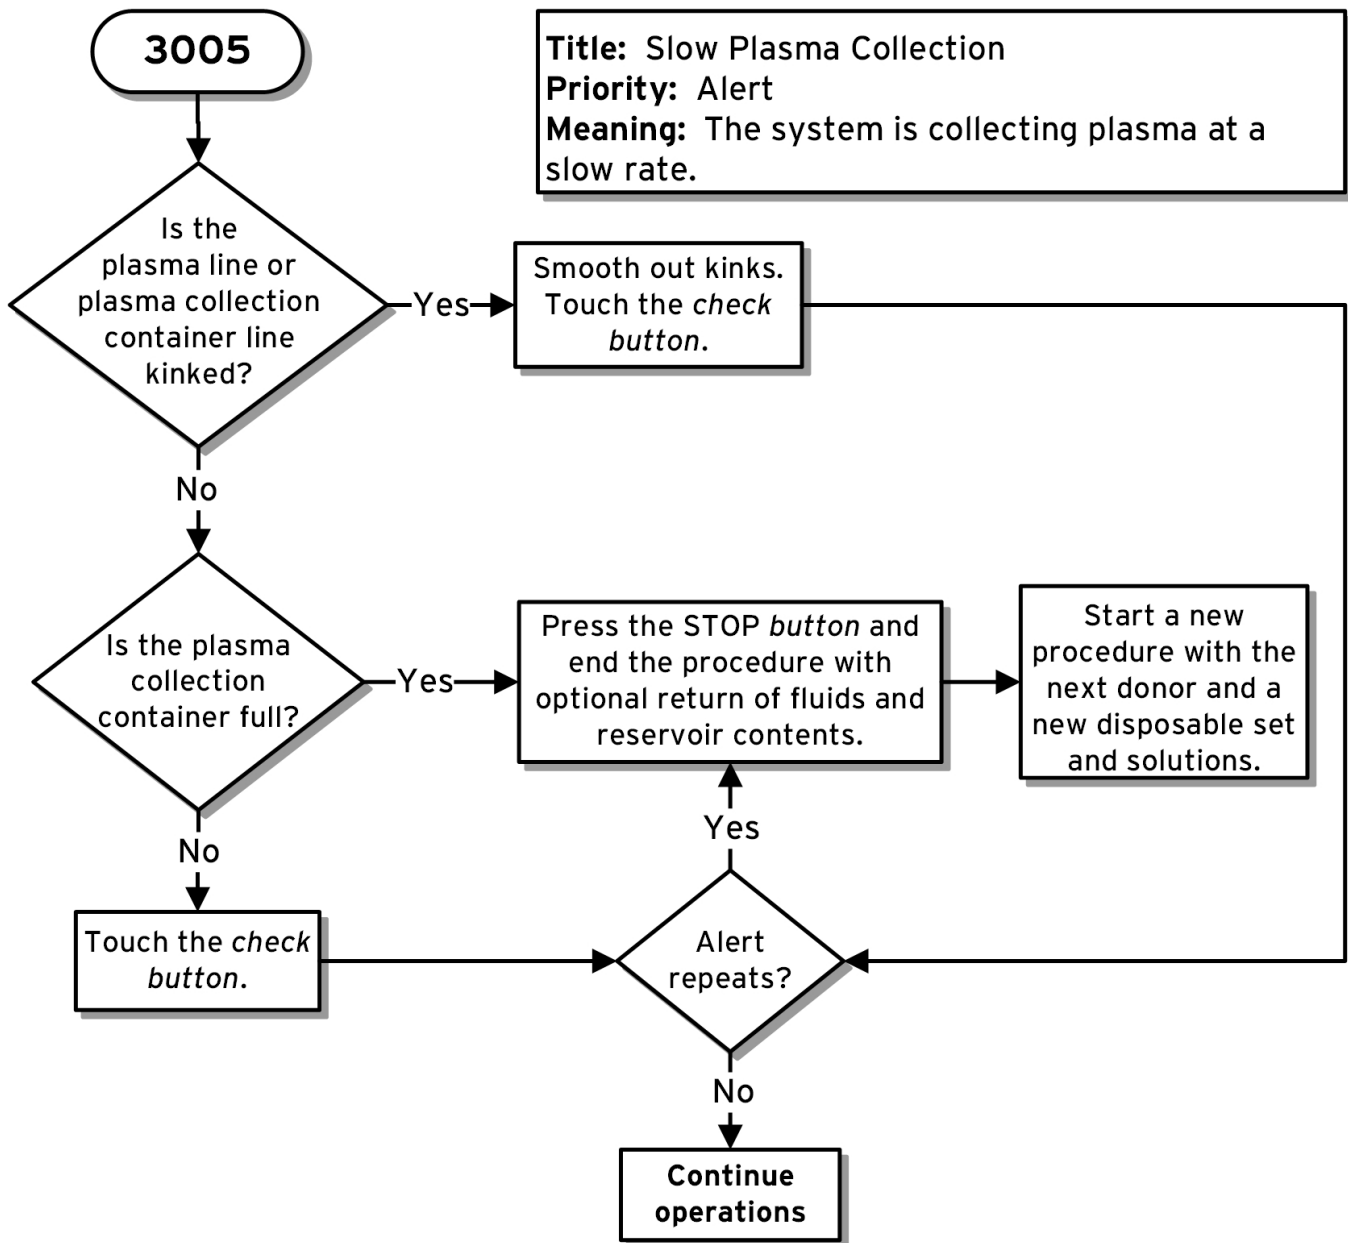 3005
Title: Slow Plasma Collection
Priority: Alert
Meaning: The system is collecting plasma at a
slow rate.
Is the
plasma line or
plasma collection
container line
kinked?
Yes
Smooth out kinks.
Touch the check
button.
No
Is the plasma
collection
container full?
Yes
Press the STOP button and
end the procedure with
optional return of fluids and
reservoir contents.
Start a new
procedure with the
next donor and a
new disposable set
and solutions.
No
Touch the check
button.
Yes
Alert
repeats?
No
Continue
operations